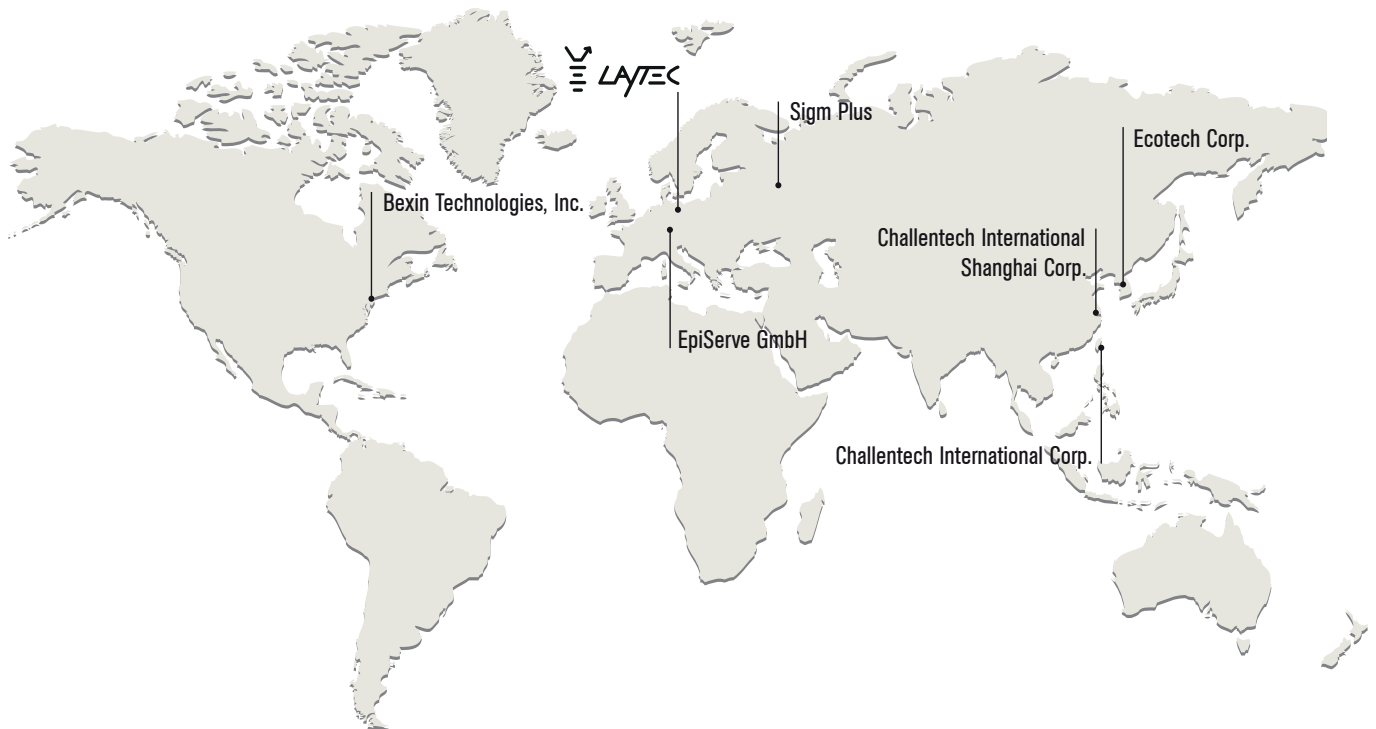 LAYTEC
Sigm Plus
Ecotech Corp.
Bexin Technologies, Inc.
Challentech International
Shanghai Corp.
EpiServe GmbH
Challentech International Corp.